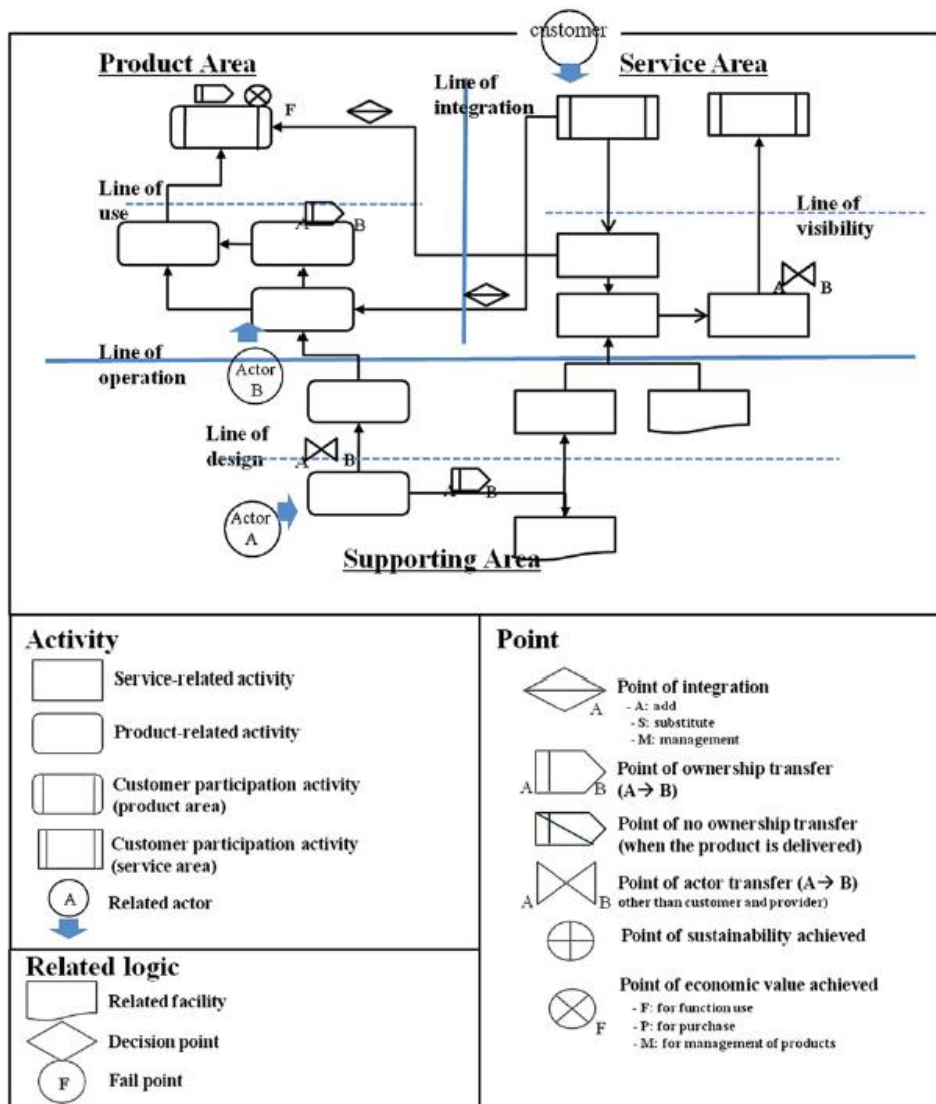 customer
Product Area
Service Area
Line of
integration
F
Line of
use
A
B
Line of
visibility
A
B
Line of
operation
Actor
B
Line of
design
A
B
A
B
Actor
A
Supporting Area
Activity
Service-related activity
Product-related activity
Customer participation activity
(product area)
Customer participation activity
(service area)
A
Related actor
Related logic
Related facility
Decision point
F
Fail point
Point
A
Point of integration
- A: add
- S: substitute
- M: management
A
B
Point of ownership transfer
(A→ B)
Point of no ownership transfer
(when the product is delivered)
A
B
Point of actor transfer (A→ B)
other than customer and provider)
Point of sustainability achieved
F
Point of economic value achieved
- F: for function use
- P: for purchase
- M: for management of products